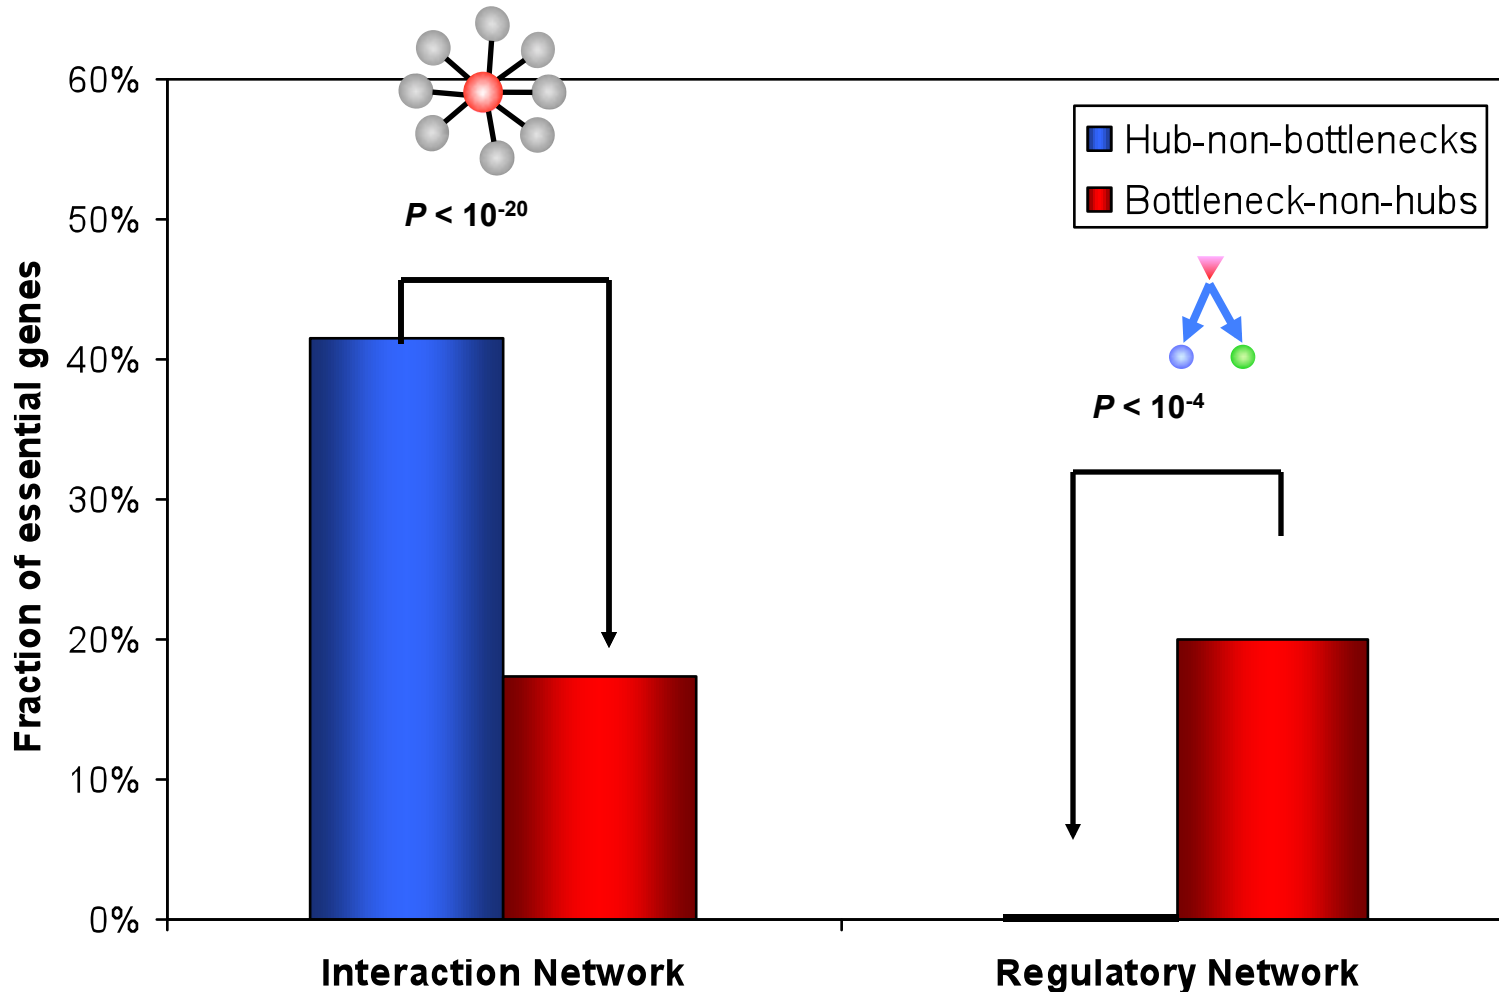 60%
50%
40%
30%
20%
10%
0%
Fraction of essential genes
P < 10⁻²⁰
Hub-non-bottlenecks
Bottleneck-non-hubs
P < 10⁻⁴
Interaction Network
Regulatory Network